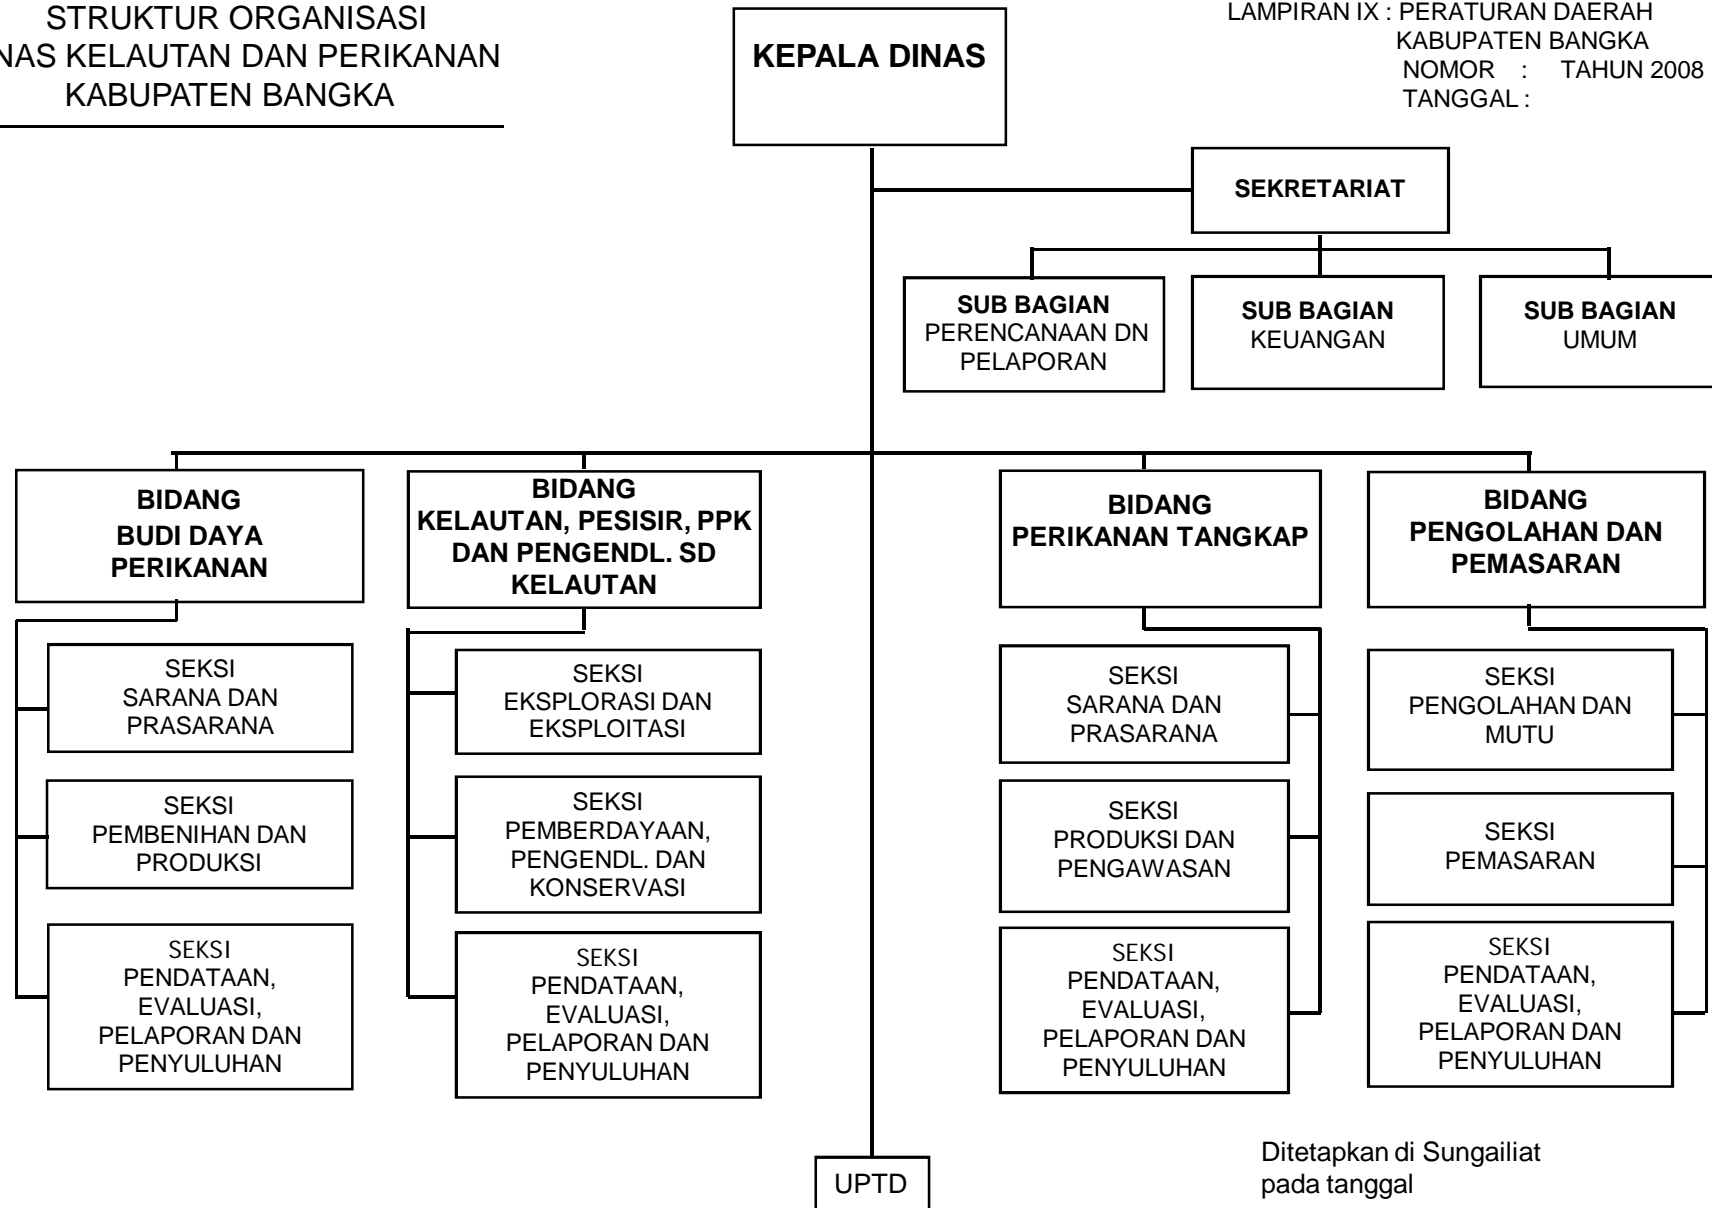 STRUKTUR ORGANISASI
NAS KELAUTAN DAN PERIKANAN
KABUPATEN BANGKA
KEPALA DINAS
LAMPIRAN IX : PERATURAN DAERAH
KABUPATEN BANGKA
NOMOR : TAHUN 2008
TANGGAL :
SEKRETARIAT
SUB BAGIAN
PERENCANAAN DN
PELAPORAN
SUB BAGIAN
KEUANGAN
SUB BAGIAN
UMUM
BIDANG
BUDI DAYA
PERIKANAN
BIDANG
KELAUTAN, PESISIR, PPK
DAN PENGENDL. SD
KELAUTAN
BIDANG
PERIKANAN TANGKAP
BIDANG
PENGOLAHAN DAN
PEMASARAN
SEKSI
SARANA DAN
PRASARANA
SEKSI
EKSPLORASI DAN
EKSPLOITASI
SEKSI
SARANA DAN
PRASARANA
SEKSI
PENGOLAHAN DAN
MUTU
SEKSI
PEMBENIHAN DAN
PRODUKSI
SEKSI
PEMBERDAYAAN,
PENGENDL. DAN
KONSERVASI
SEKSI
PRODUKSI DAN
PENGAWASAN
SEKSI
PEMASARAN
SEKSI
PENDATAAN,
EVALUASI,
PELAPORAN DAN
PENYULUHAN
SEKSI
PENDATAAN,
EVALUASI,
PELAPORAN DAN
PENYULUHAN
SEKSI
PENDATAAN,
EVALUASI,
PELAPORAN DAN
PENYULUHAN
SEKSI
PENDATAAN,
EVALUASI,
PELAPORAN DAN
PENYULUHAN
UPTD
Ditetapkan di Sungailiat
pada tanggal